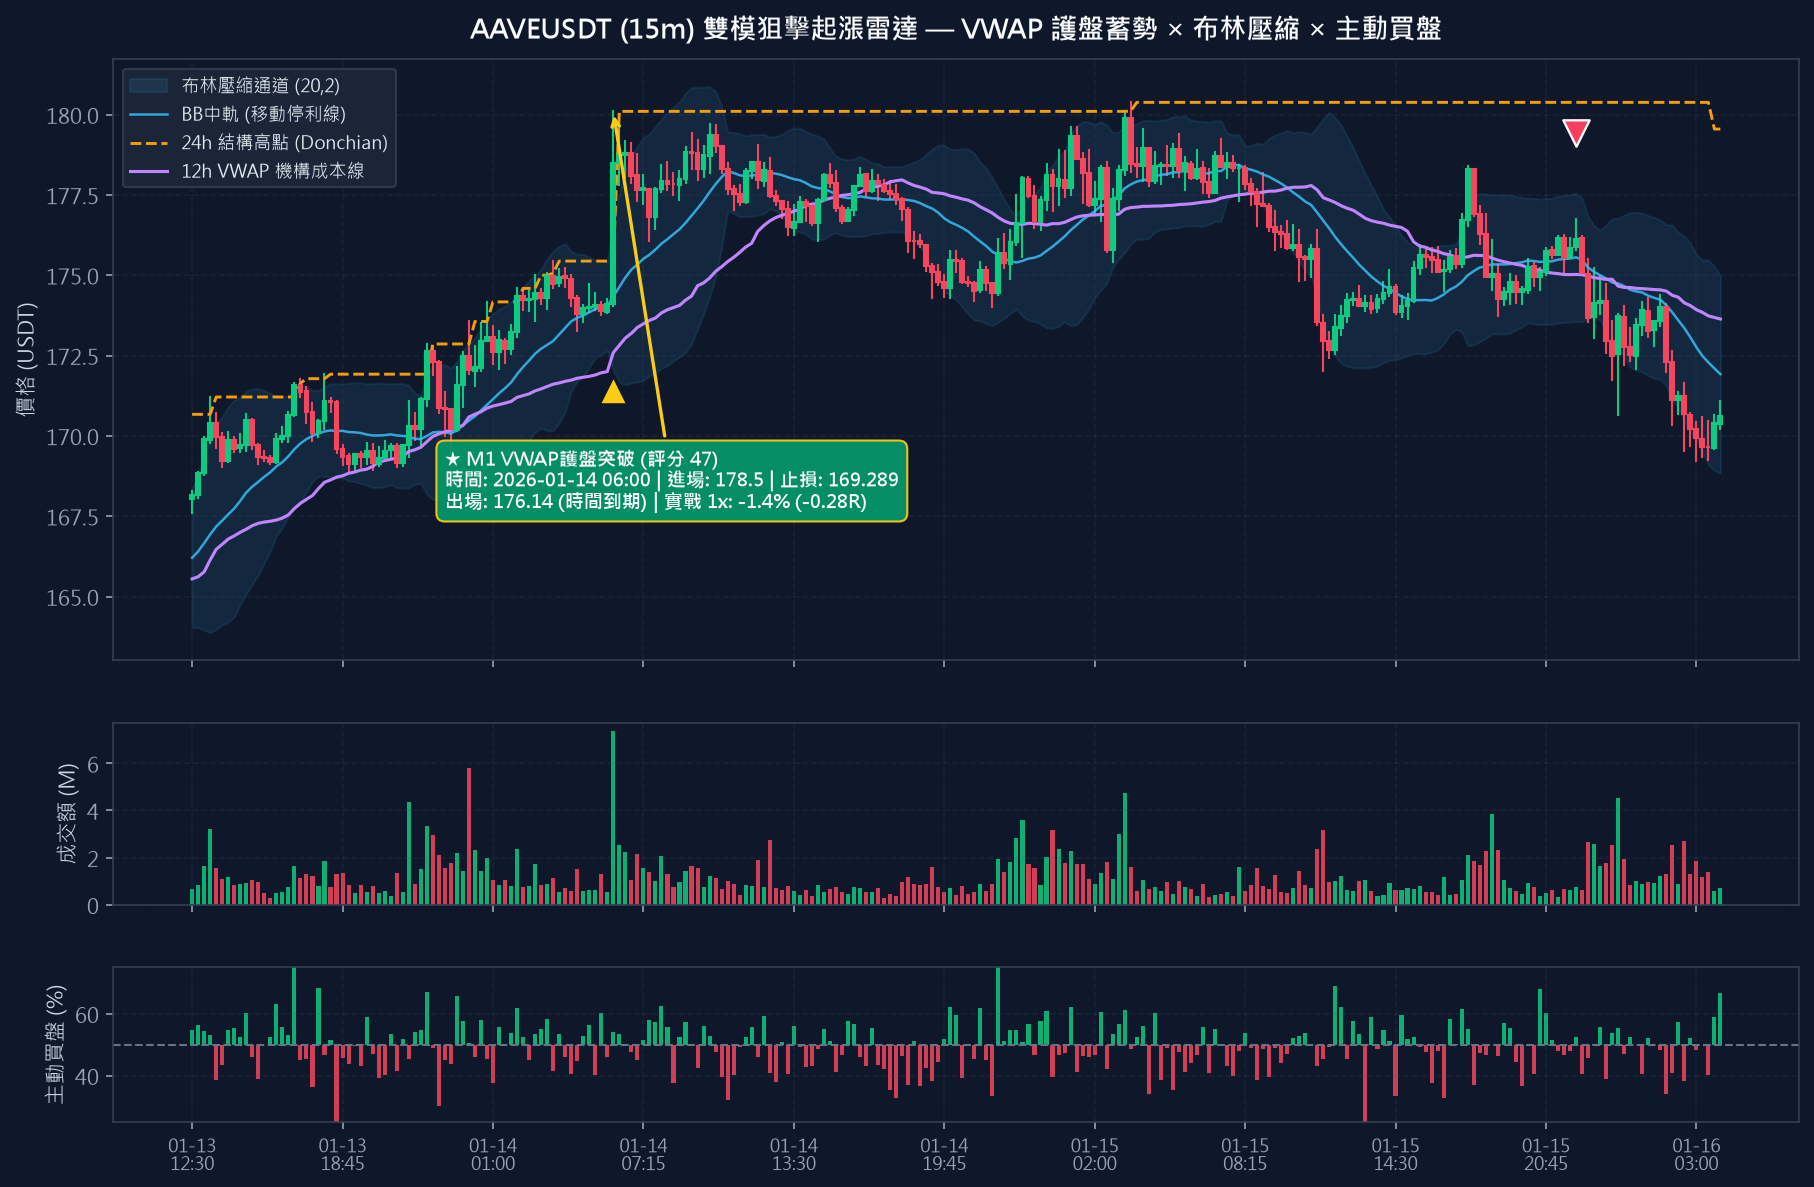 AAVEUSDT (15m) 雙模狙擊起漲雷達 — VWAP 護盤蓄勢 × 布林壓縮 × 主動買盤
布林壓縮通道 (20,2)
BB中軌 (移動停利線)
24h 結構高點 (Donchian)
12h VWAP 機構成本線
價格 (USDT)
180.0
177.5
175.0
172.5
170.0
167.5
165.0
★ M1 VWAP護盤突破 (評分 47)
時間: 2026-01-14 06:00 | 進場: 178.5 | 止損: 169.289
出場: 176.14 (時間到期) | 實戰 1x: -1.4% (-0.28R)
成交額 (M)
6
4
2
0
主動買盤 (%)
60
40
01-13 01-13 01-14 01-14 01-14 01-14 01-15 01-15 01-15 01-15 01-16
12:30 18:45 01:00 07:15 13:30 19:45 02:00 08:15 14:30 20:45 03:00